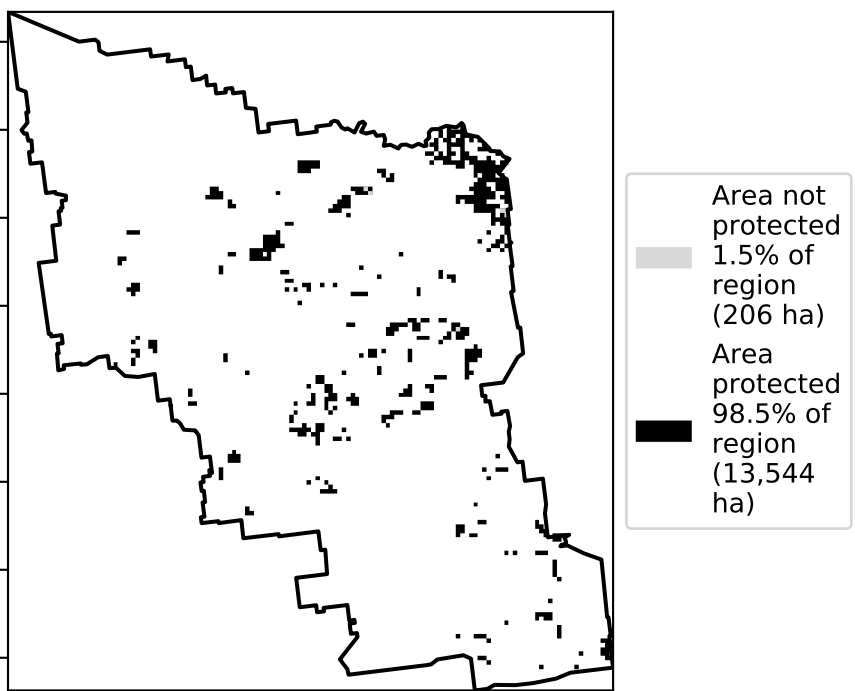 Area not
protected
1.5% of
region
(206 ha)
Area
protected
98.5% of
region
(13,544
ha)